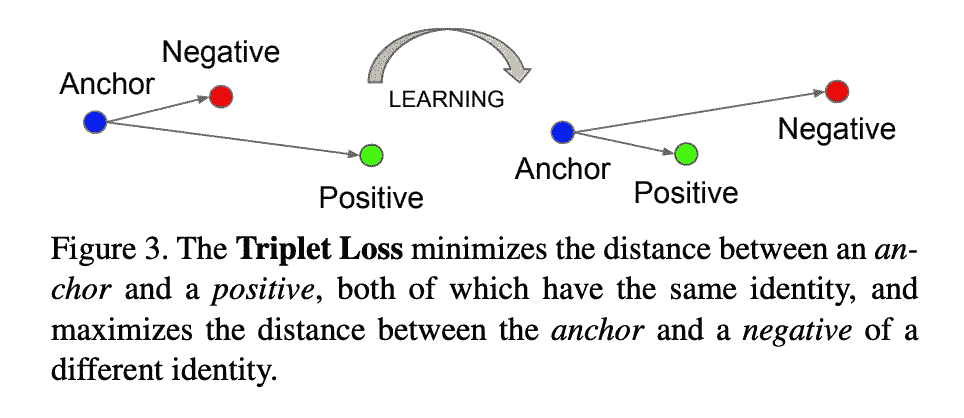 Negative
Anchor
Positive
LEARNING
Negative
Anchor
Positive
Figure 3. The Triplet Loss minimizes the distance between an an-
chor and a positive, both of which have the same identity, and
maximizes the distance between the anchor and a negative of a
different identity.